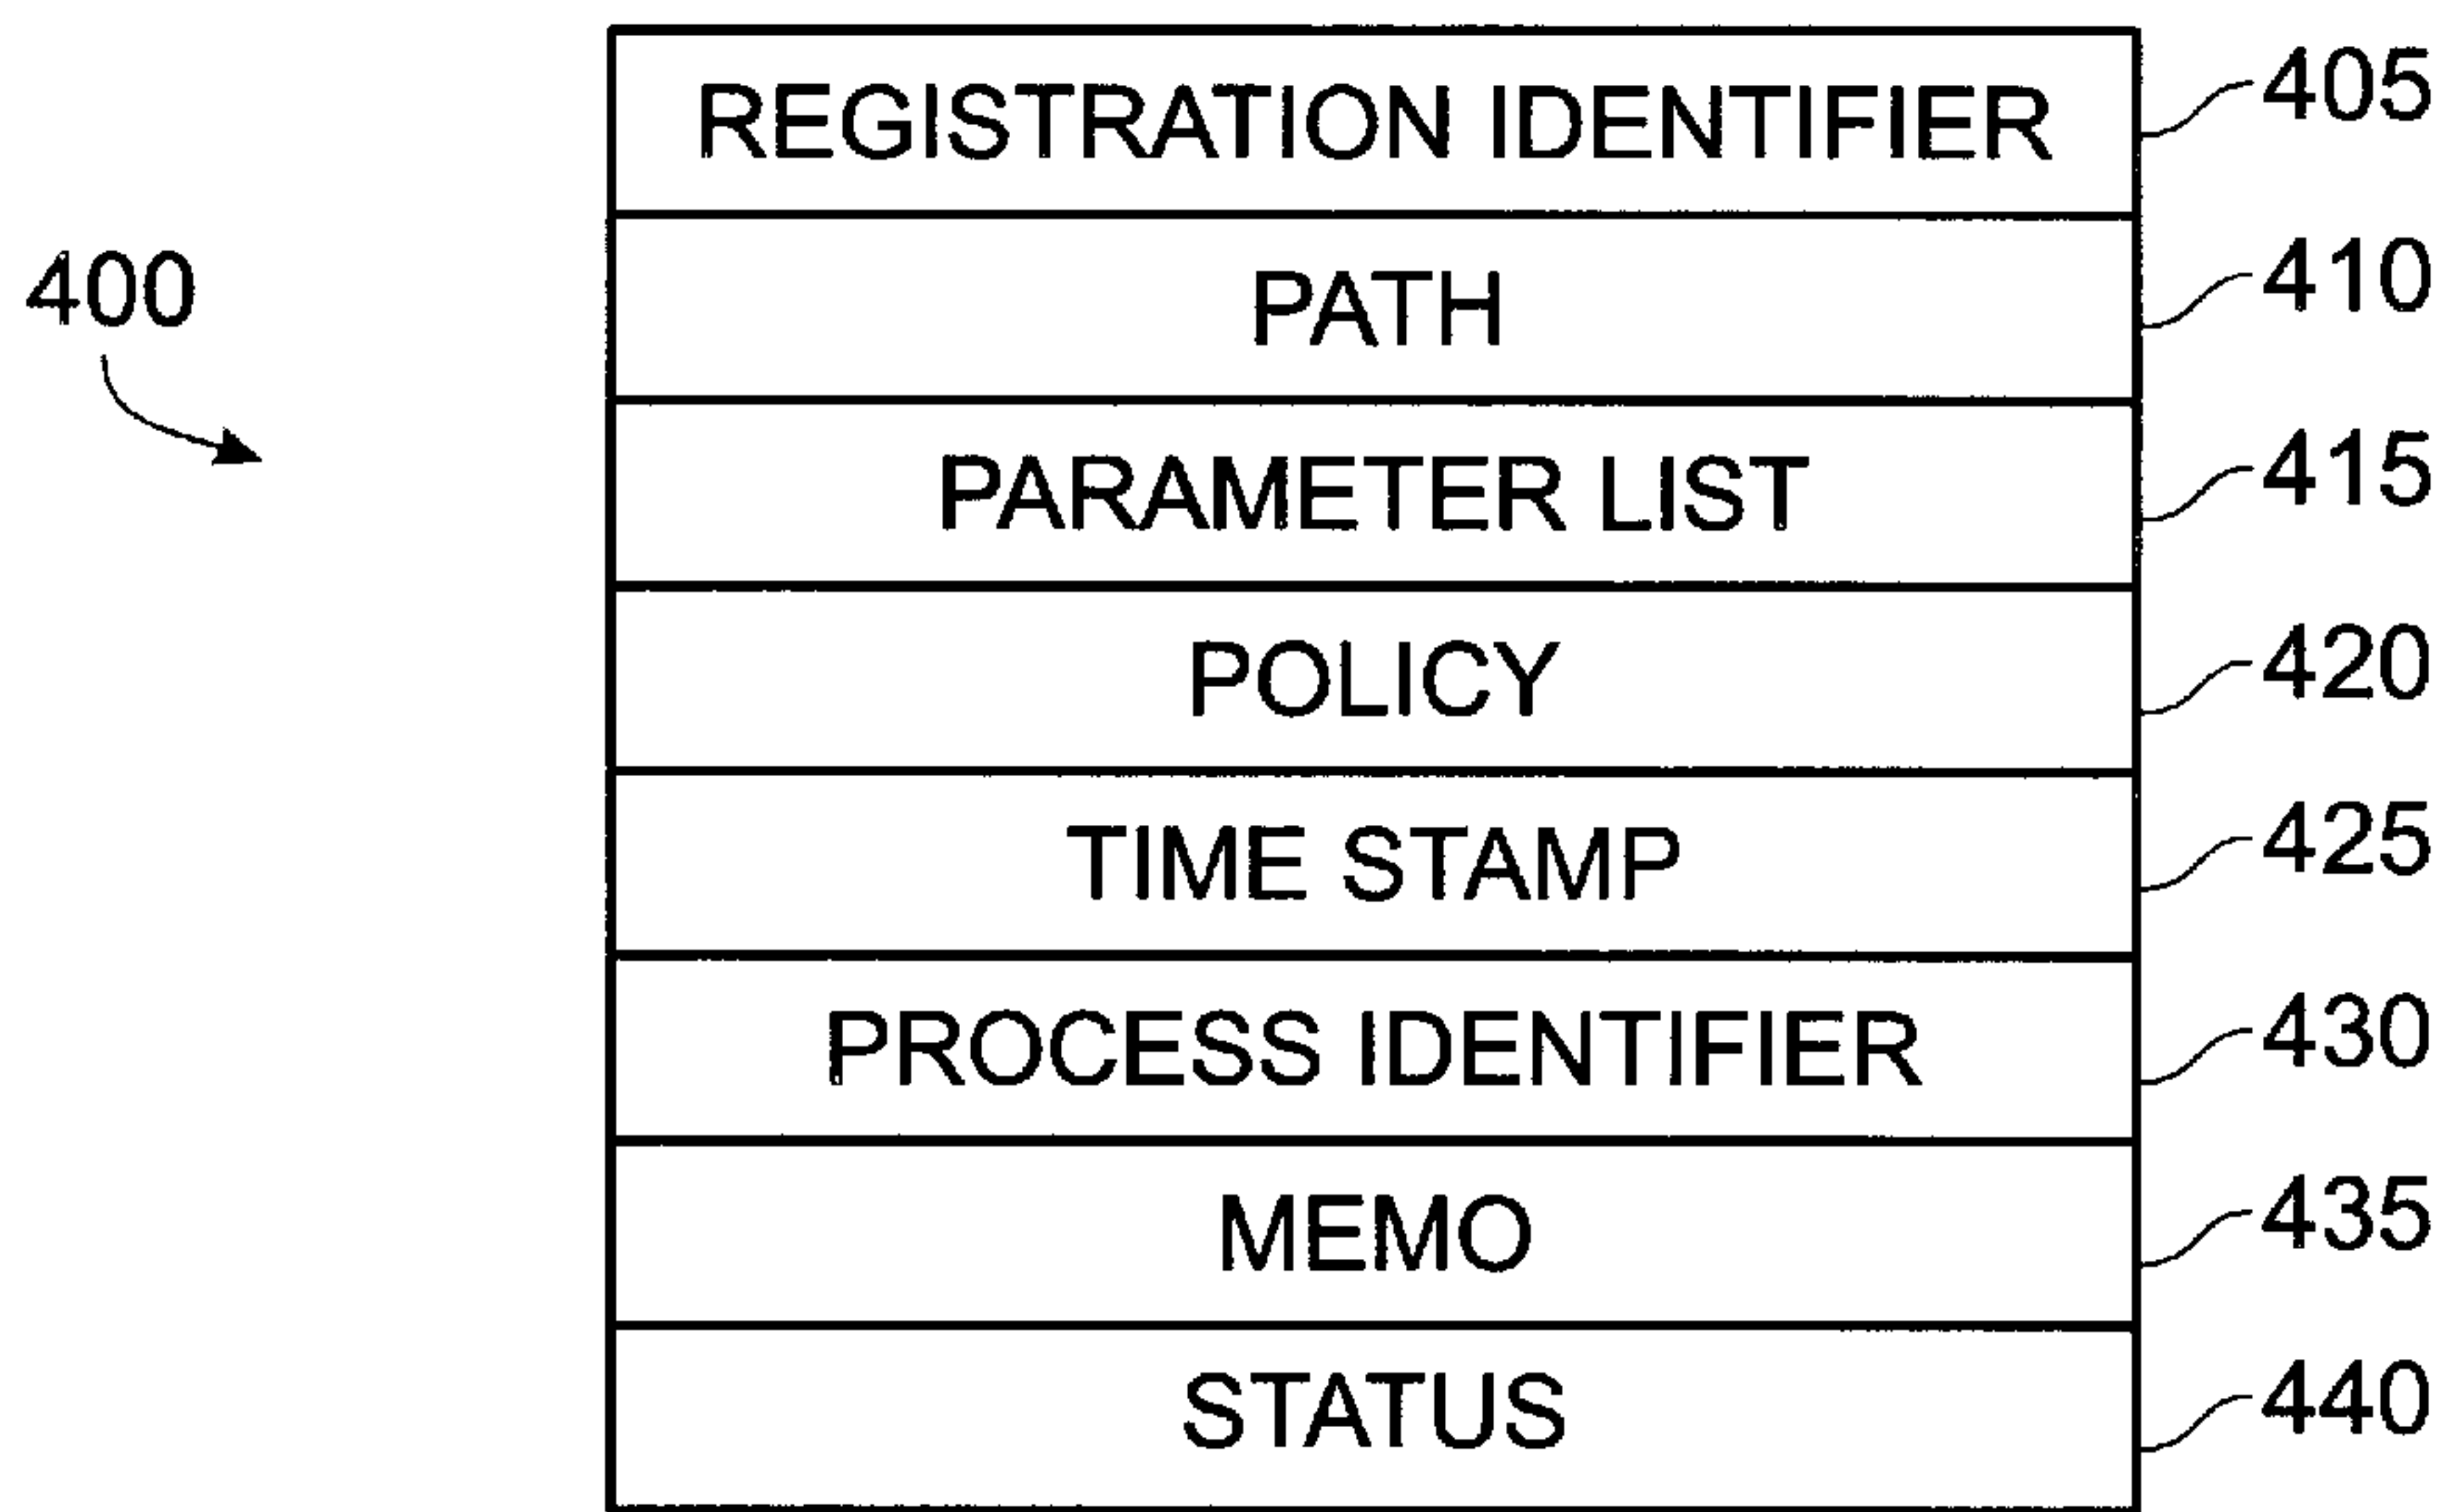 REGISTRATION IDENTIFIER 405
400
PATH 410
PARAMETER LIST 415
POLICY 420
TIME STAMP 425
PROCESS IDENTIFIER 430
MEMO 435
STATUS 440